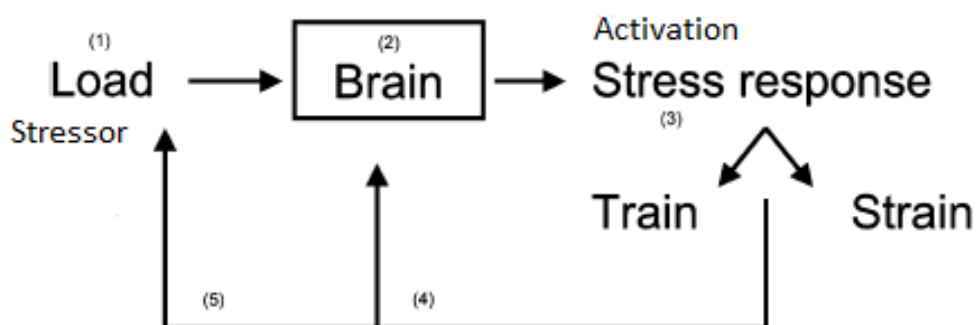 (1)
Load
Stressor
(2)
Brain
Activation
Stress response
(3)
Train
Strain
(5)
(4)